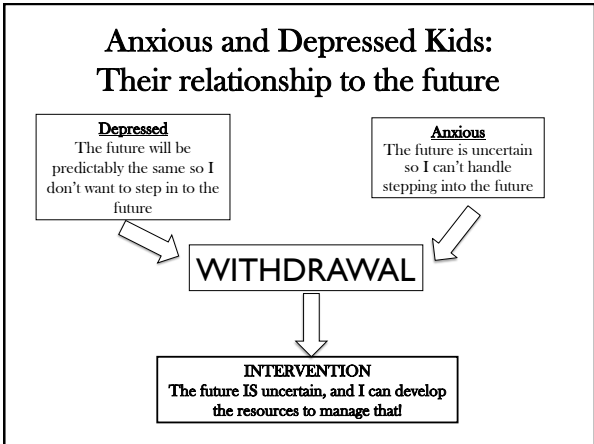 Anxious and Depressed Kids:
Their relationship to the future
Depressed
The future will be
predictably the same so I
don't want to step in to the
future
Anxious
The future is uncertain
so I can't handle
stepping into the future
WITHDRAWAL
INTERVENTION
The future IS uncertain, and I can develop
the resources to manage that!